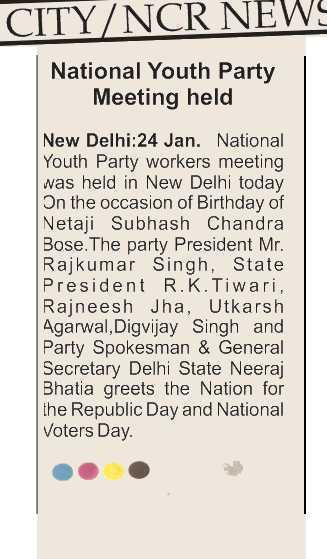 CITY/NCR NEWS
National Youth Party
Meeting held
New Delhi:24 Jan. National
Youth Party workers meeting
was held in New Delhi today
On the occasion of Birthday of
Netaji Subhash Chandra
Bose.The party President Mr.
Rajkumar Singh, State
President R.K.Tiwari,
Rajneesh Jha, Utkarsh
Agarwal,Digvijay Singh and
Party Spokesman & General
Secretary Delhi State Neeraj
Bhatia greets the Nation for
the Republic Day and National
Voters Day.